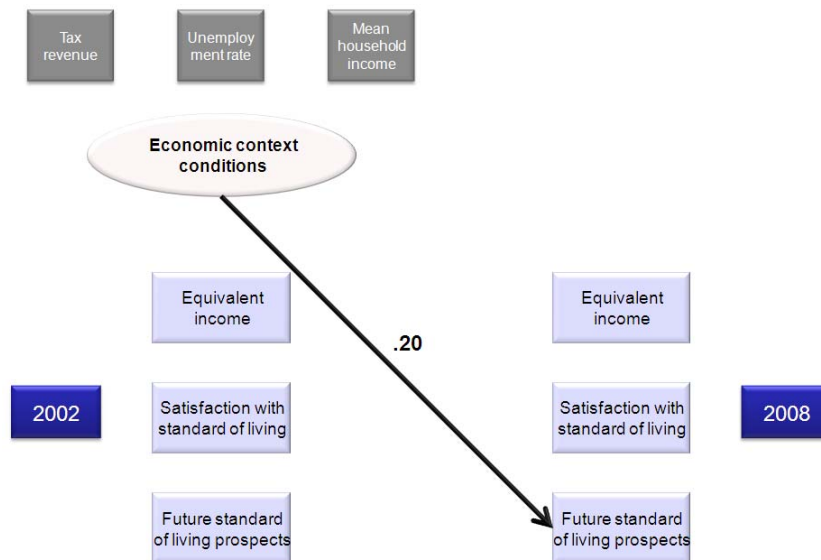 Tax
revenue
Unemploy
ment rate
Mean
household
income
Economic context
conditions
Equivalent
income
Equivalent
income
.20
2002
Satisfaction with
standard of living
Satisfaction with
standard of living
2008
Future standard
of living prospects
Future standard
of living prospects